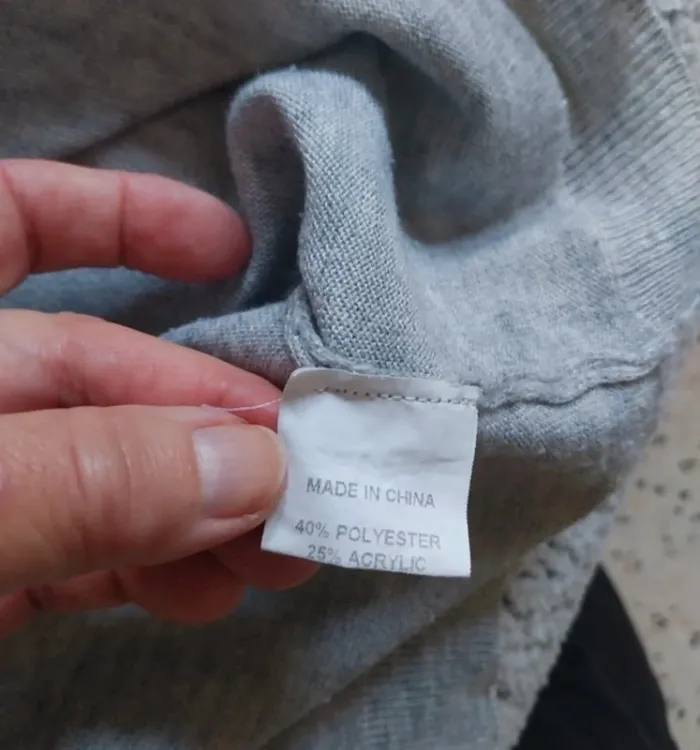 MADE IN CHINA
40% POLYESTER
25% ACRYLIC